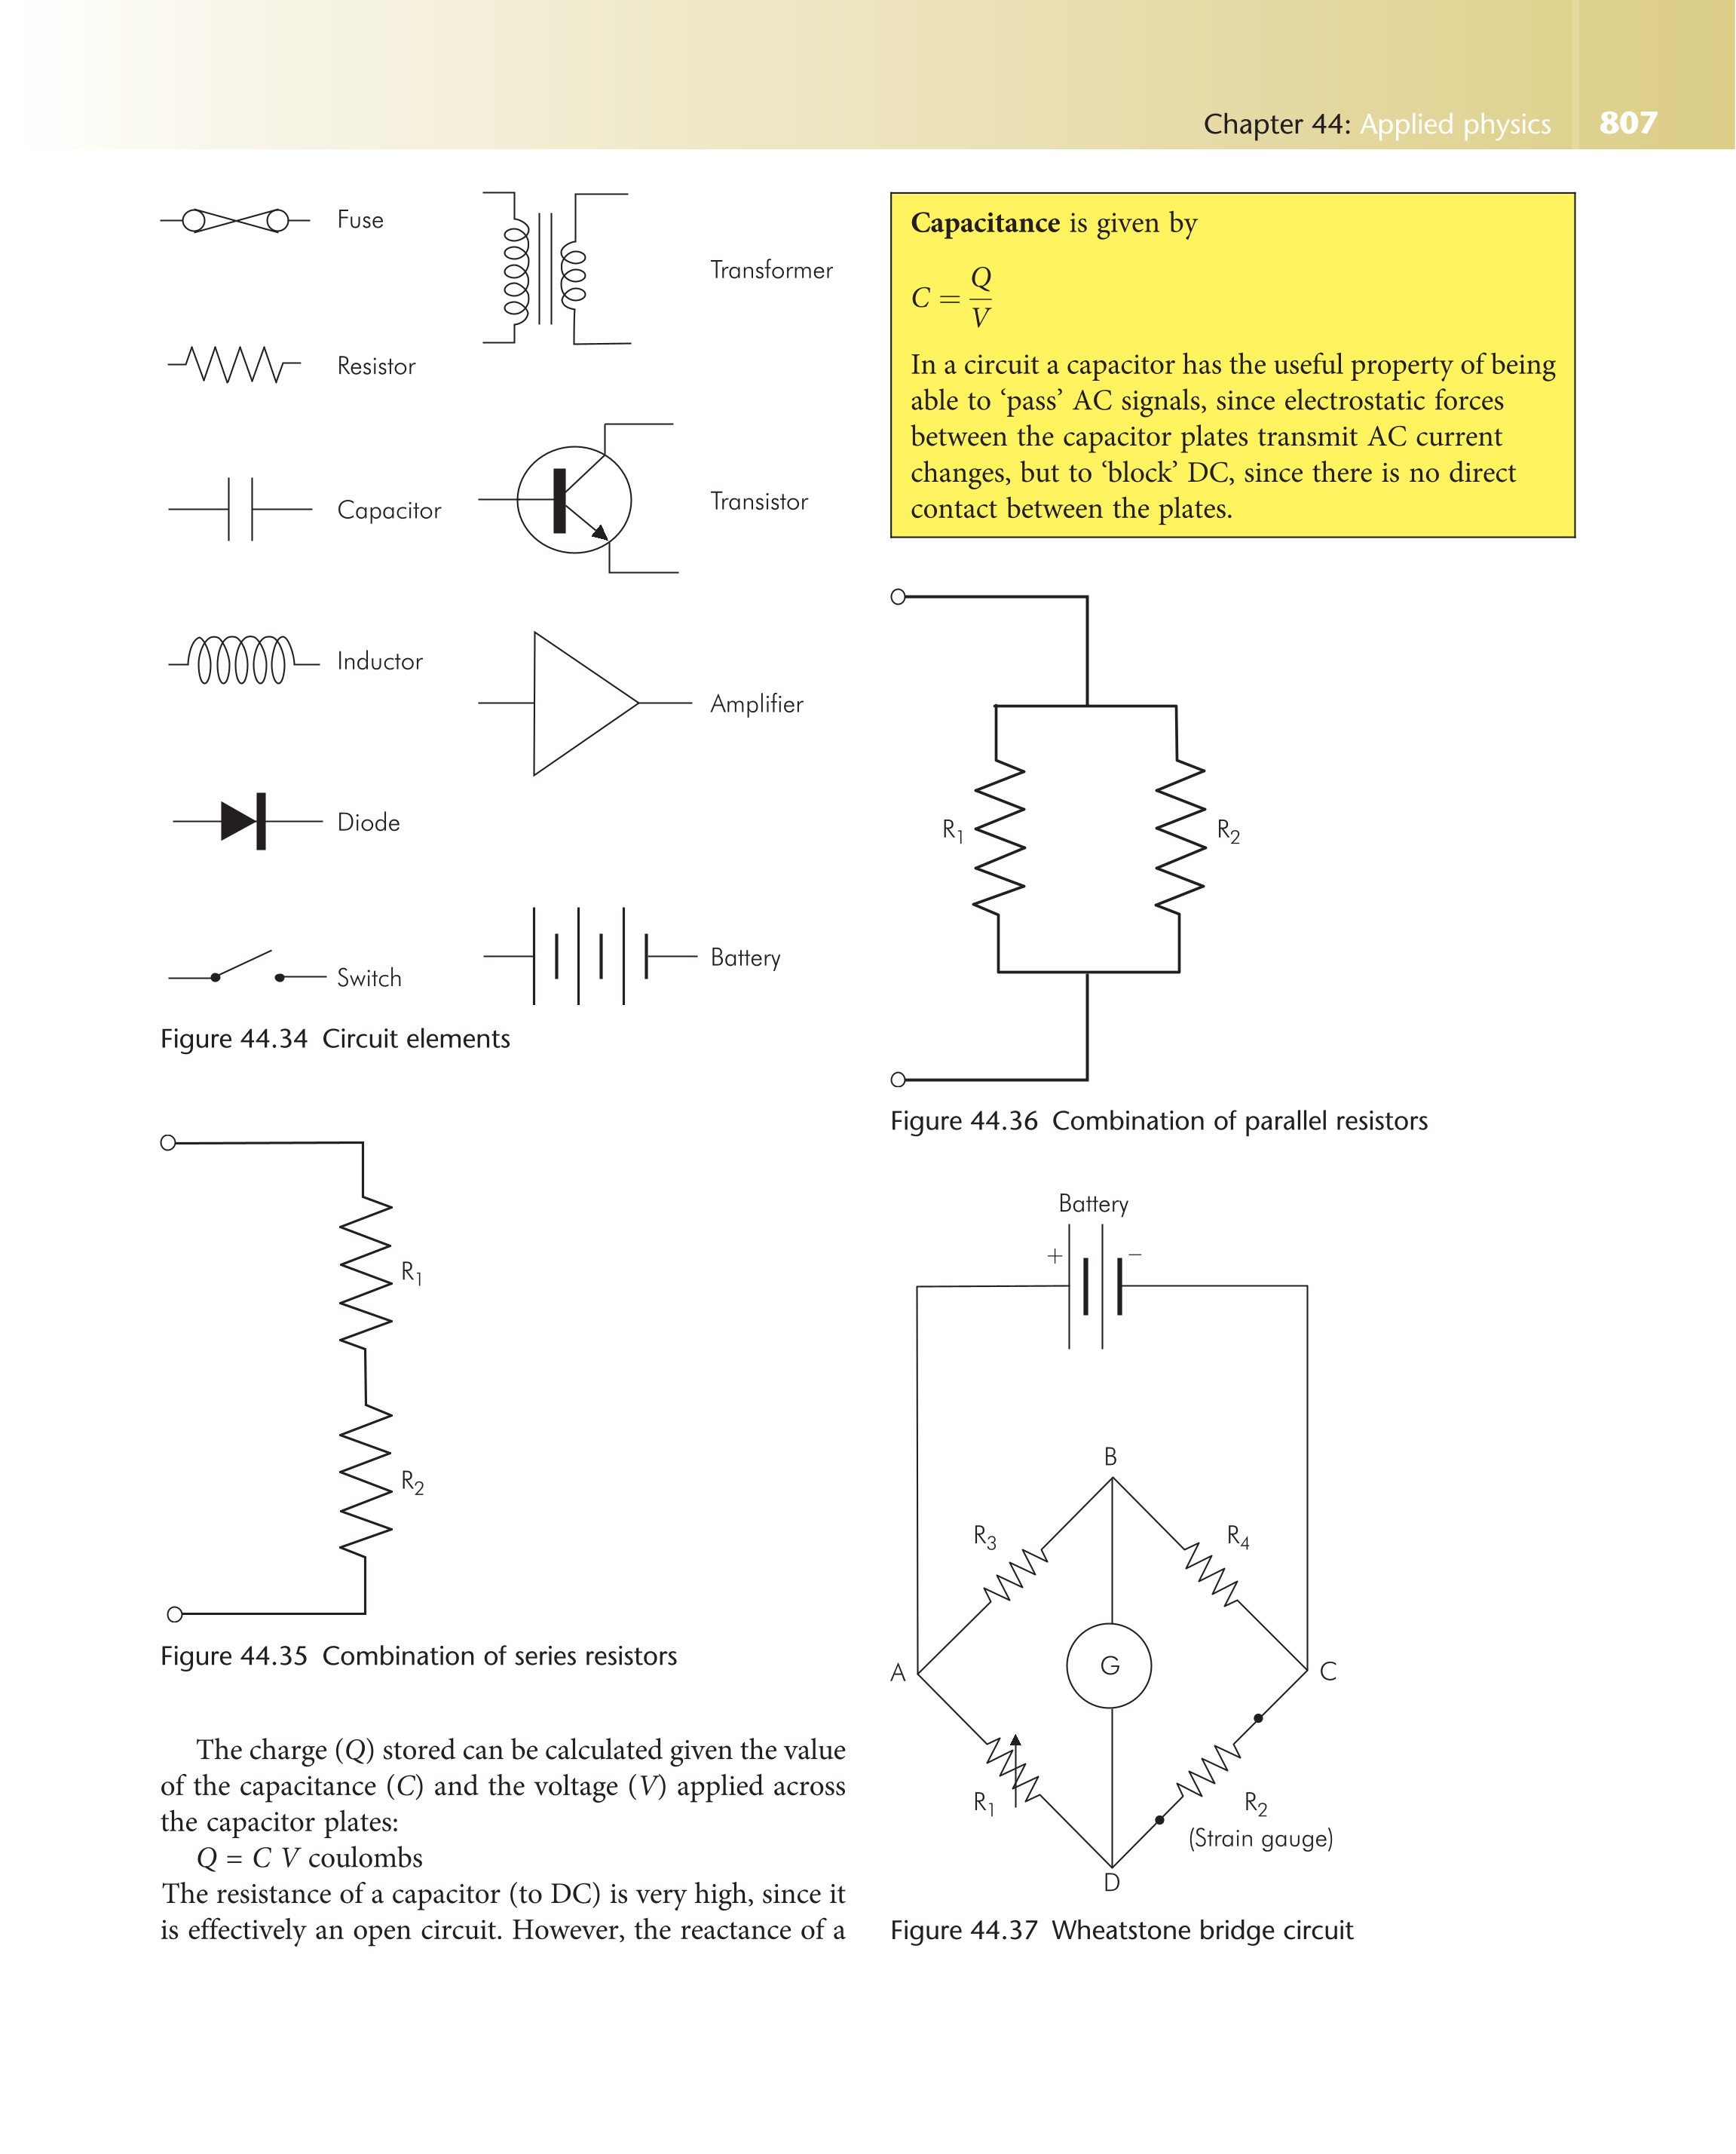 Chapter 44: Applied physics 807
Fuse
Transformer
Resistor
Capacitor
Transistor
Inductor
Amplifier
Diode
Switch
Battery
Figure 44.34 Circuit elements
R1
R2
Figure 44.35 Combination of series resistors
The charge (Q) stored can be calculated given the value
of the capacitance (C) and the voltage (V) applied across
the capacitor plates:
Q = C V coulombs
The resistance of a capacitor (to DC) is very high, since it
is effectively an open circuit. However, the reactance of a
Capacitance is given by
C = Q
V
In a circuit a capacitor has the useful property of being
able to ‘pass’ AC signals, since electrostatic forces
between the capacitor plates transmit AC current
changes, but to ‘block’ DC, since there is no direct
contact between the plates.
R1
R2
Figure 44.36 Combination of parallel resistors
Battery
+ −
B
R3
R4
A
G
C
R1
R2
(Strain gauge)
D
Figure 44.37 Wheatstone bridge circuit